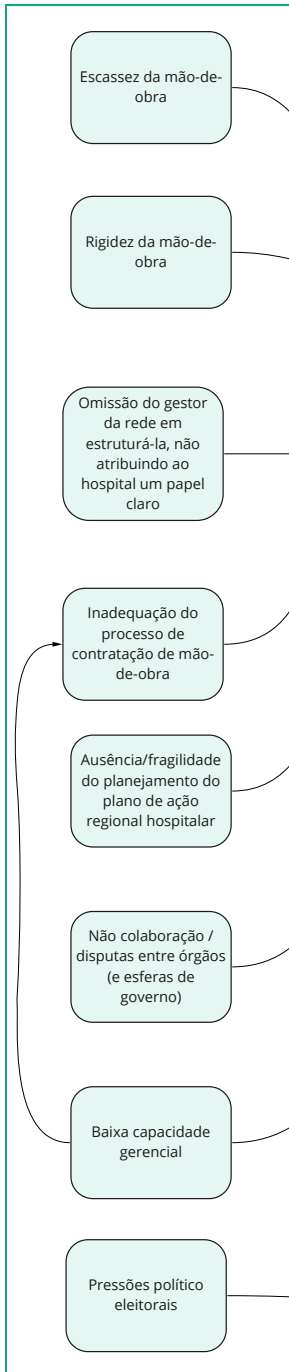 Escassez da mão-de-
obra
Rigidez da mão-de-
obra
Omissão do gestor
da rede em
estruturá-la, não
atribuindo ao
hospital um papel
claro
Inadequação do
processo de
contratação de mão-
de-obra
Ausência/fragilidade
do planejamento do
plano de ação
regional hospitalar
Não colaboração /
disputas entre órgãos
(e esferas de
governo)
Baixa capacidade
gerencial
Pressões político
eleitorais